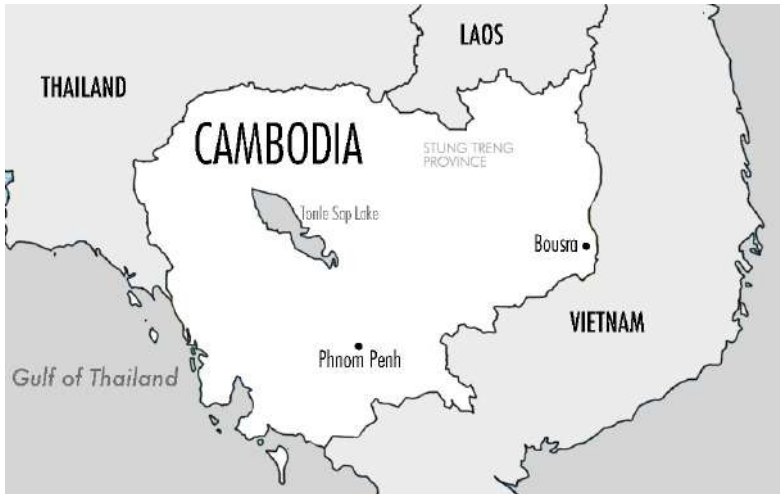 LAOS
THAILAND
CAMBODIA
STUNG TRENG
PROVINCE
Tonle Sap Lake
Bousra
VIETNAM
Phnom Penh
Gulf of Thailand